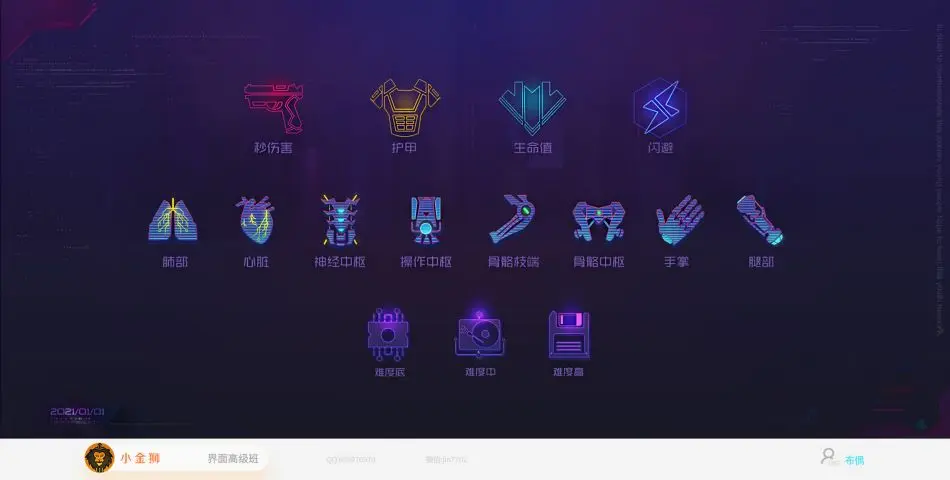 秒伤害
护甲
生命值
闪避
肺部
心脏
神经中枢
操作中枢
骨骼枝端
骨骼中枢
手掌
腿部
难度底
难度中
难度高
2021/01/01
小金狮
界面高级班
布偶